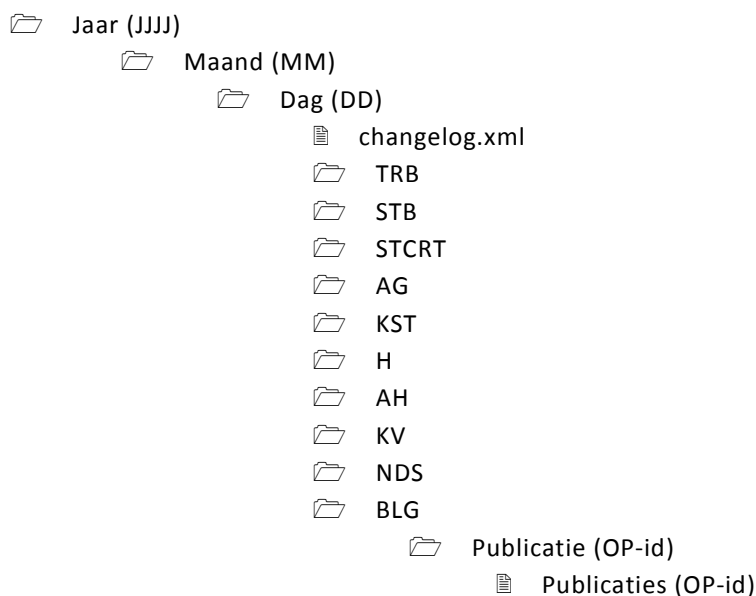 Jaar (JJJJ)
Maand (MM)
Dag (DD)
changelog.xml
TRB
STB
STCRT
AG
KST
H
AH
KV
NDS
BLG
Publicatie (OP-id)
Publicaties (OP-id)